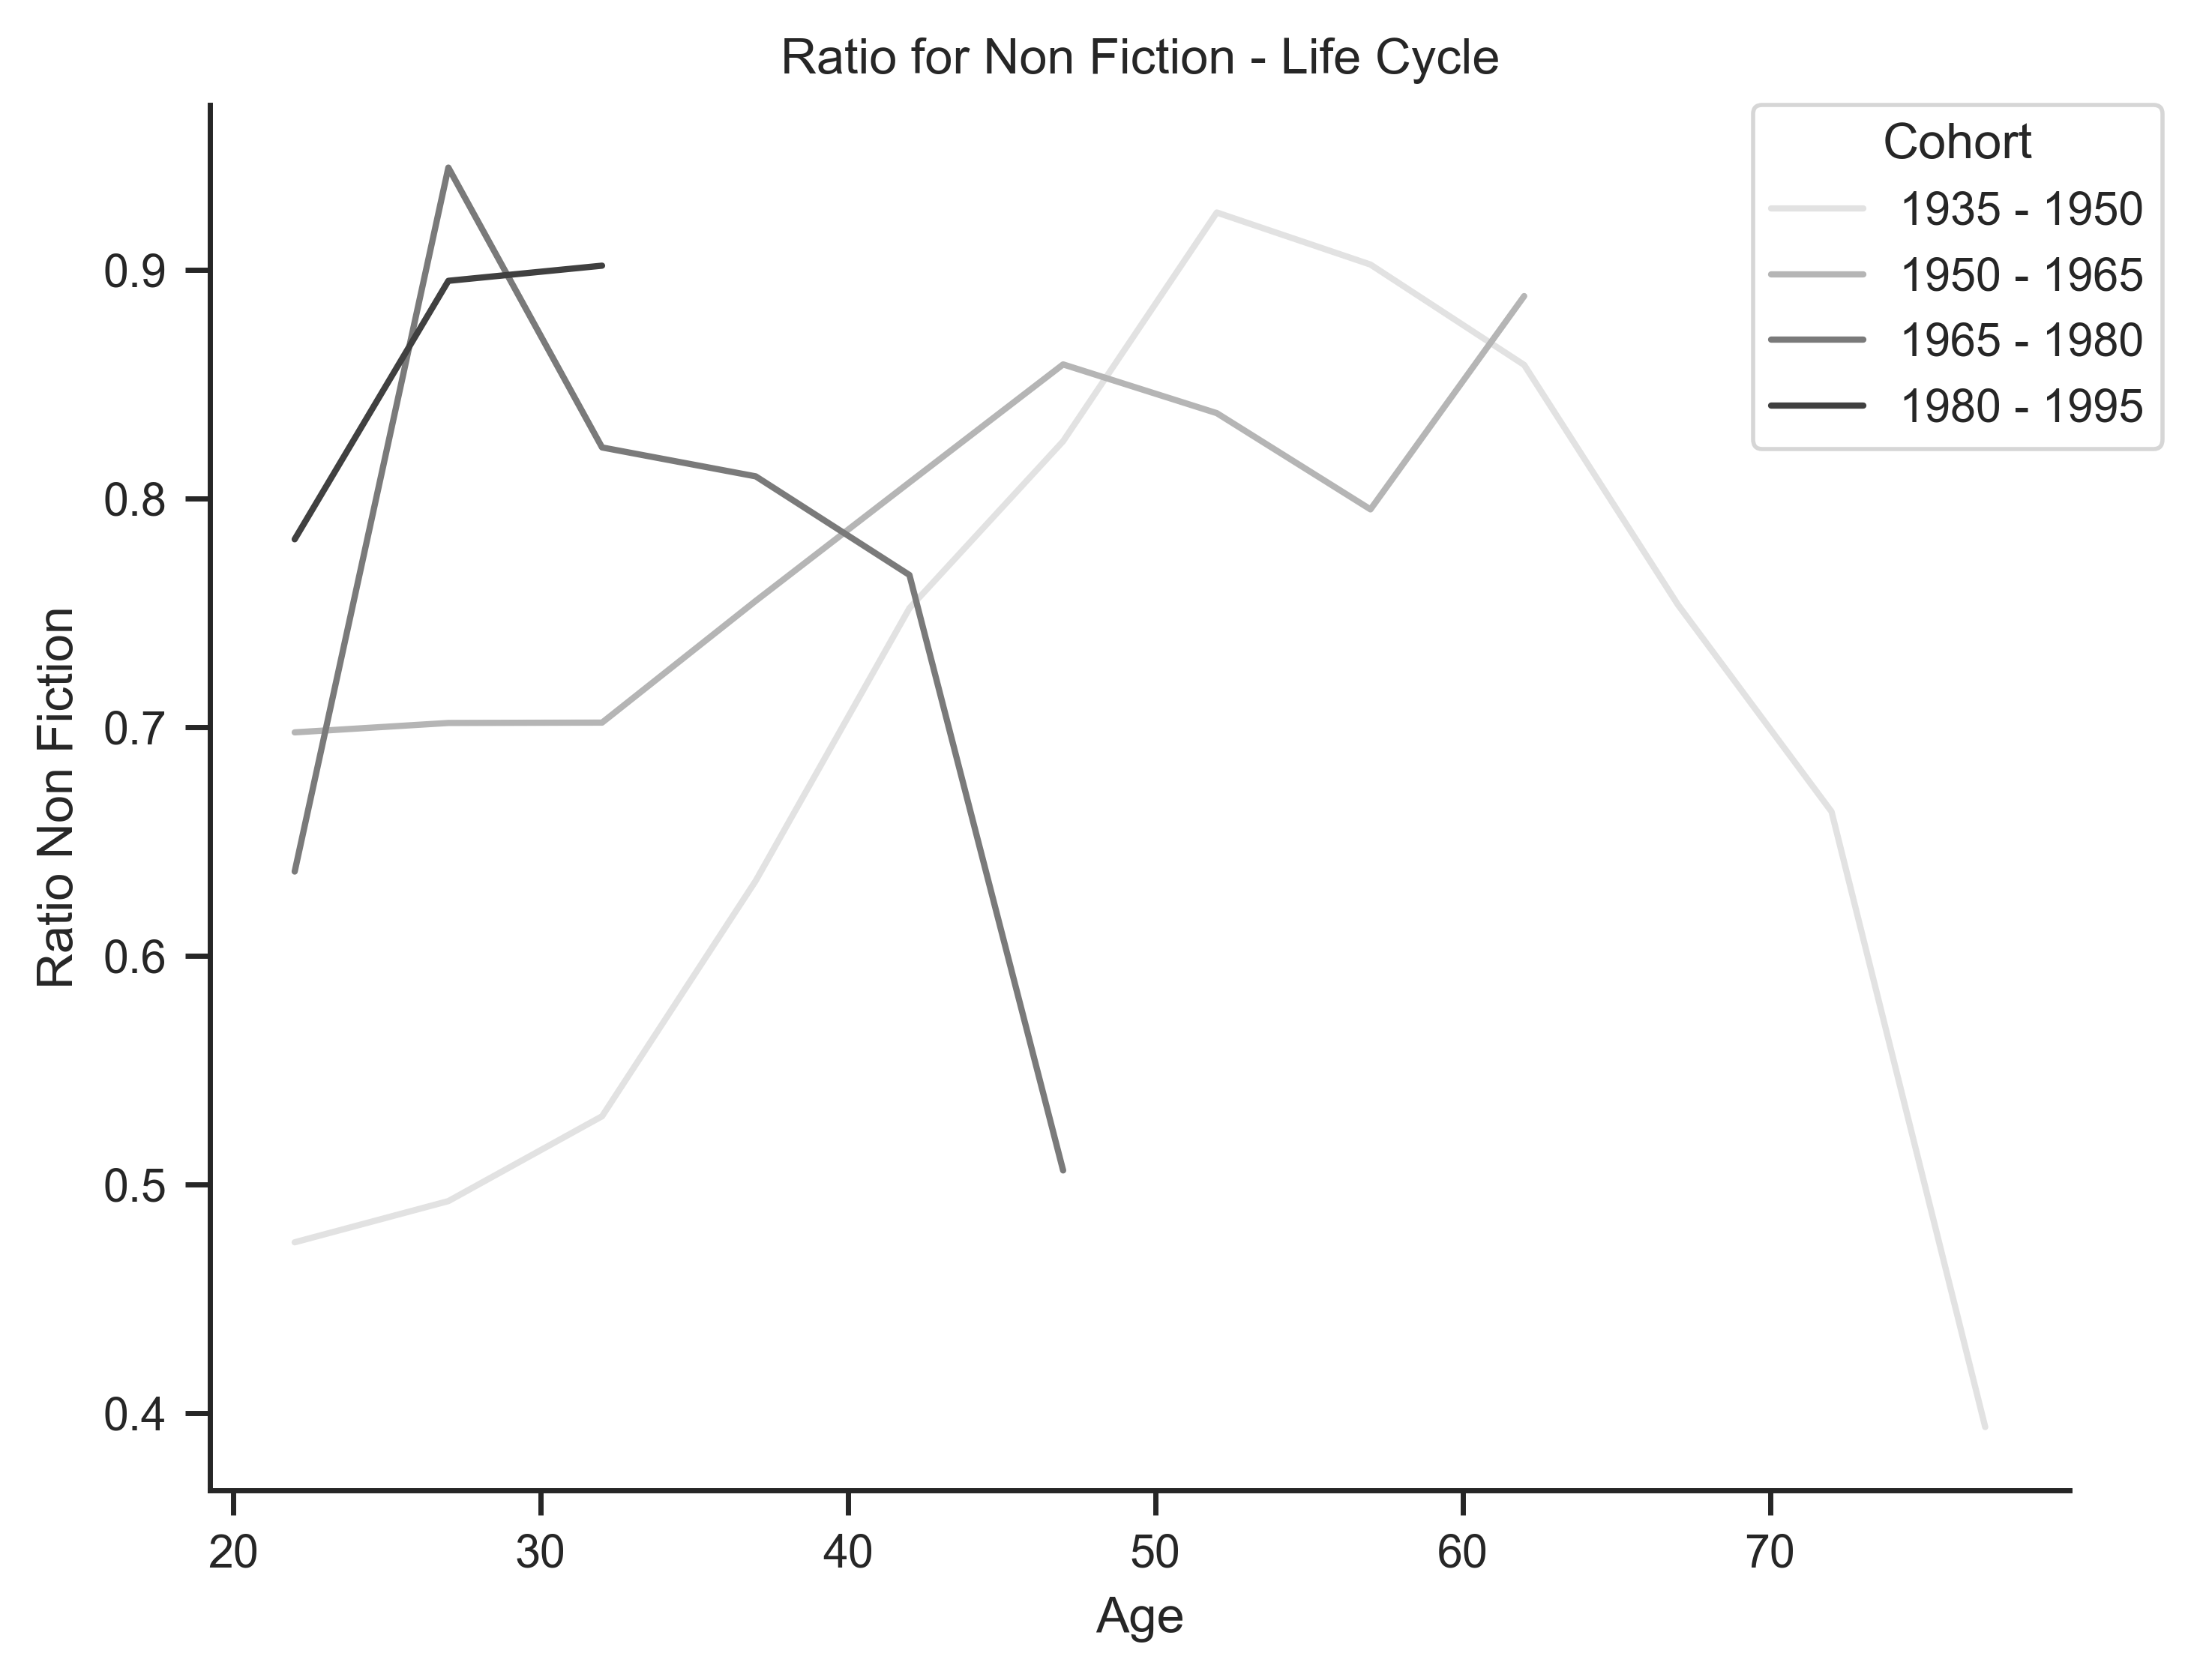 Ratio for Non Fiction - Life Cycle
Cohort
1935 - 1950
1950 - 1965
1965 - 1980
1980 - 1995
Ratio Non Fiction
0.9
0.8
0.7
0.6
0.5
0.4
20 30 40 50 60 70
Age